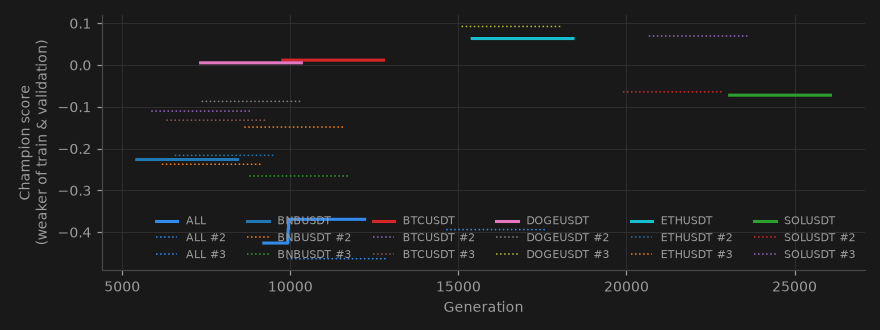 Champion score
(weaker of train & validation)
0.1
0.0
−0.1
−0.2
−0.3
−0.4
ALL BNBUSDT BTCUSDT DOGEUSDT ETHUSDT SOLUSDT
ALL #2 BNBUSDT #2 BTCUSDT #2 DOGEUSDT #2 ETHUSDT #2 SOLUSDT #2
ALL #3 BNBUSDT #3 BTCUSDT #3 DOGEUSDT #3 ETHUSDT #3 SOLUSDT #3
5000 10000 15000 20000 25000
Generation